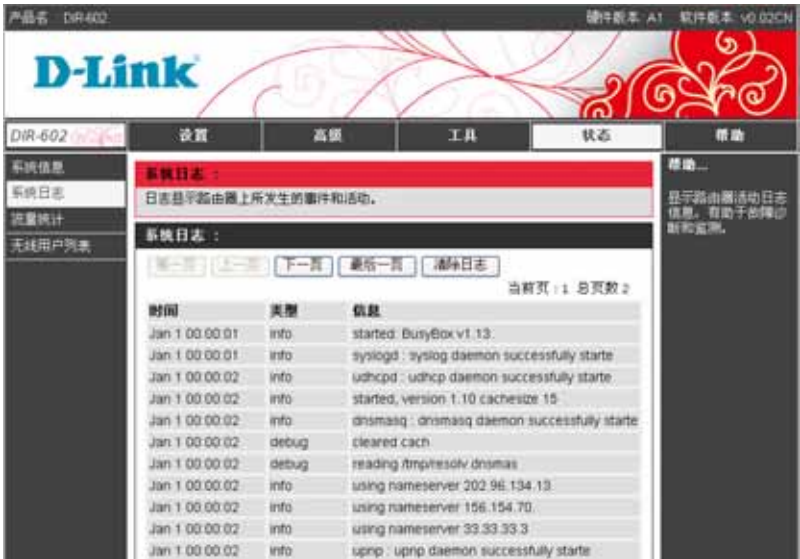 产品名 DIR-602 硬件版本 A1 软件版本 v0.02CN
D-Link
DIR-602 设置 高级 工具 状态 帮助
系统信息
系统日志
流量统计
无线用户列表
系统日志 :
日志显示路由器上所发生的事件和活动。
系统日志 :
第一页 上一页 下一页 最后一页 清除日志
当前页 : 1 总页数 2
时间 类型 信息
Jan 1 00:00:01 info started: BusyBox v1.13.
Jan 1 00:00:01 info syslogd : syslog daemon successfully starte
Jan 1 00:00:02 info udhcpd : udhcp daemon successfully starte
Jan 1 00:00:02 info started, version 1.10 cachesize 15
Jan 1 00:00:02 info dnsmasq : dnsmasq daemon successfully starte
Jan 1 00:00:02 debug cleared cach
Jan 1 00:00:02 debug reading /tmp/resolv.dnsmas
Jan 1 00:00:02 info using nameserver 202.96.134.13
Jan 1 00:00:02 info using nameserver 156.154.70.
Jan 1 00:00:02 info using nameserver 33.33.33.3
Jan 1 00:00:02 info upnp : upnp daemon successfully starte
帮助...
显示路由器活动日志
信息，有助于故障诊
断和监测。